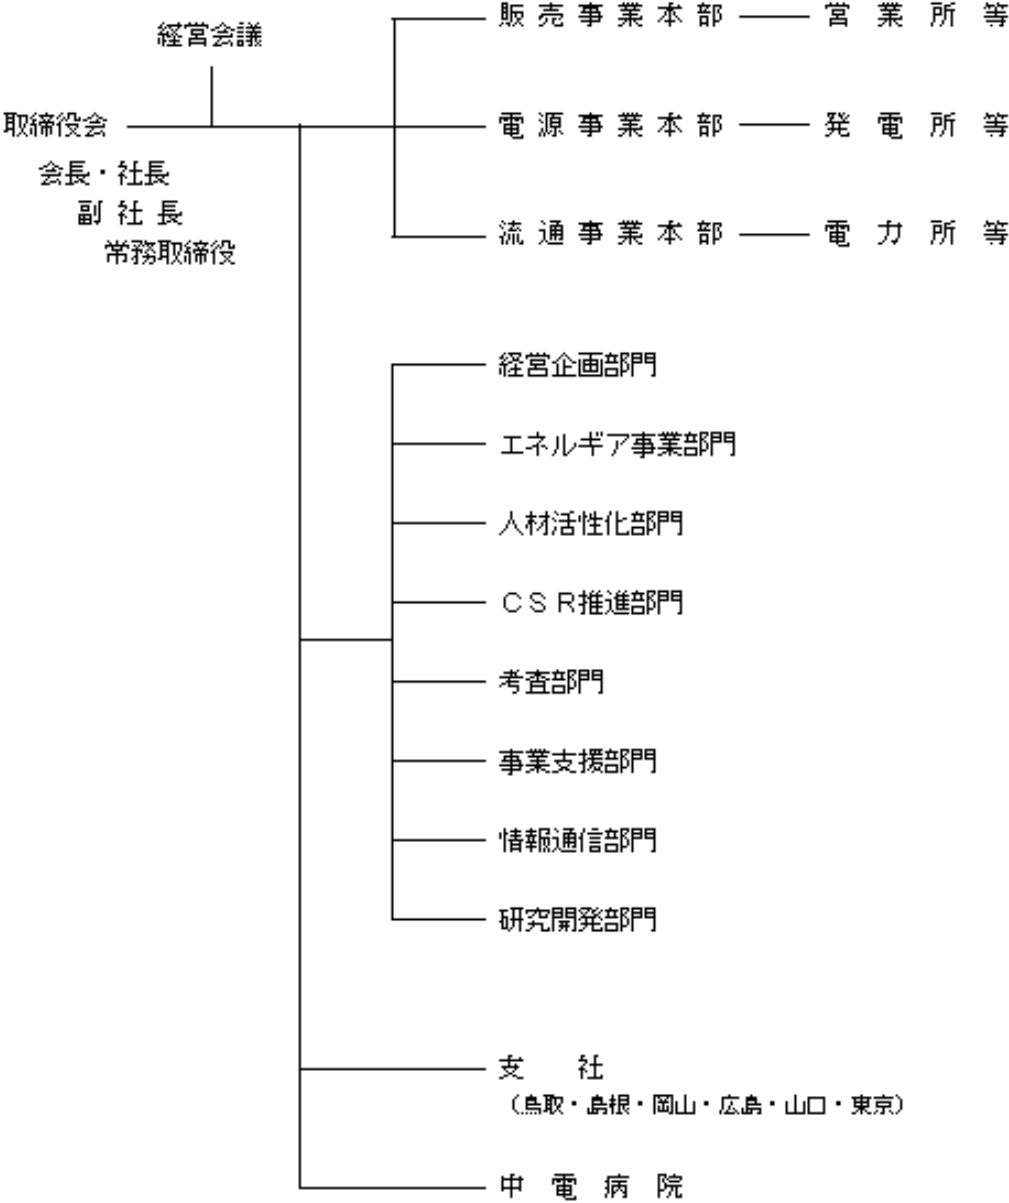 経営会議
取締役会
会長・社長
副社長
常務取締役
販売事業本部 営業所等
電源事業本部 発電所等
流通事業本部 電力所等
経営企画部門
エネルギア事業部門
人材活性化部門
ＣＳＲ推進部門
考査部門
事業支援部門
情報通信部門
研究開発部門
支社
（鳥取・島根・岡山・広島・山口・東京）
中電病院